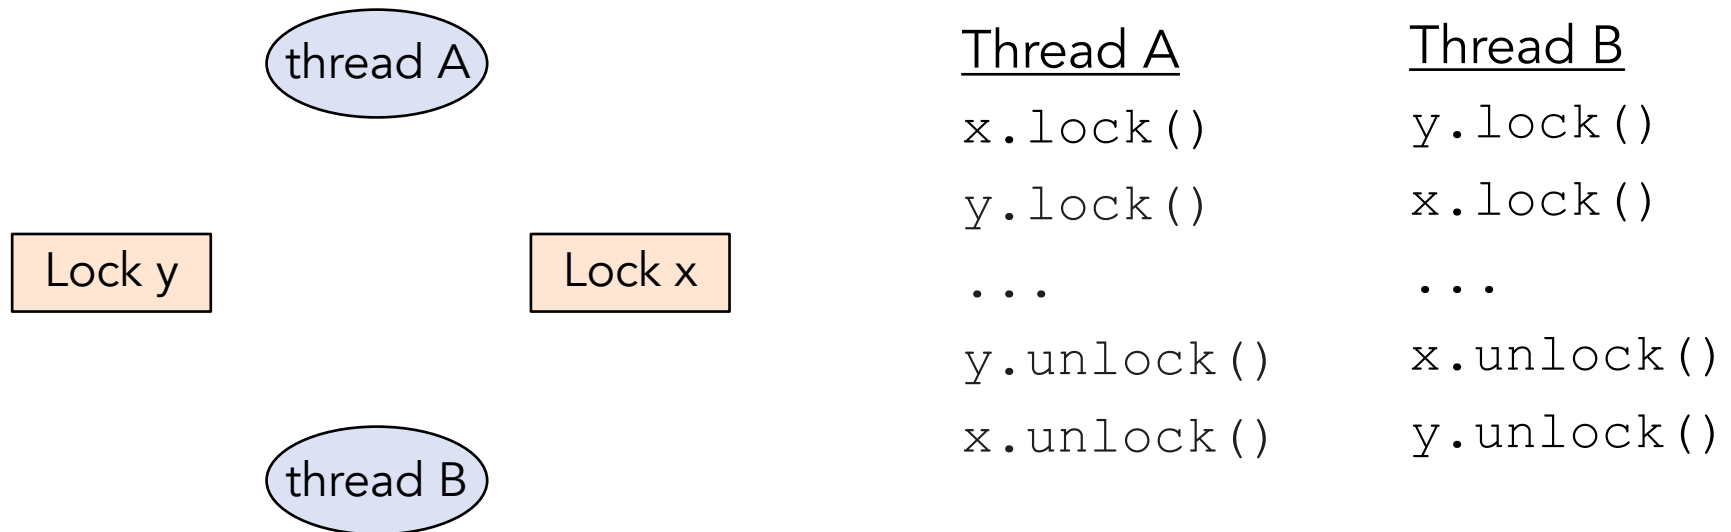 thread A
Lock y
Lock x
thread B
Thread A
x.lock()
y.lock()
...
y.unlock()
x.unlock()
Thread B
y.lock()
x.lock()
...
x.unlock()
y.unlock()